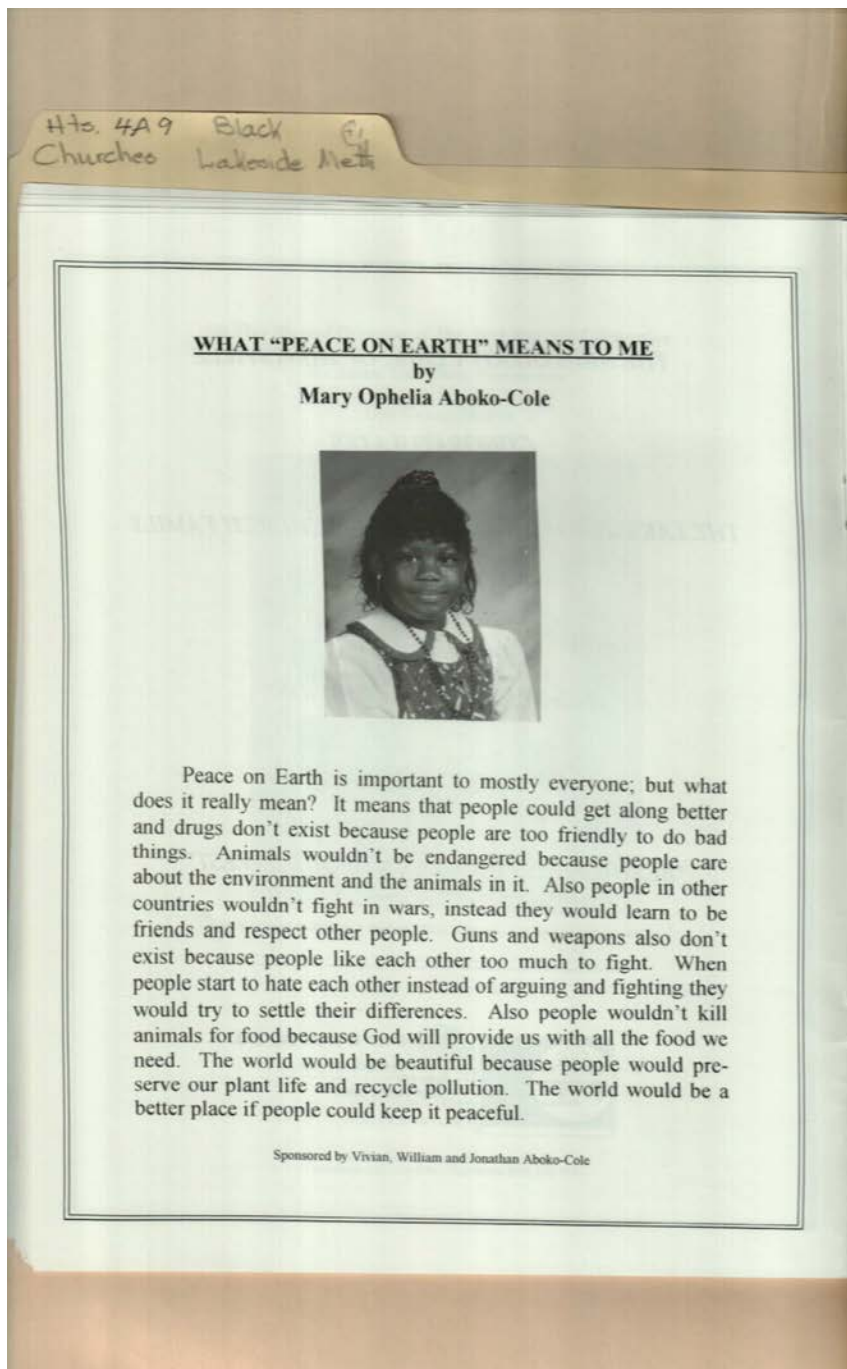 Hts. 4A9 Black
Churches Lakeside Meth
WHAT “PEACE ON EARTH” MEANS TO ME
by
Mary Ophelia Aboko-Cole
Peace on Earth is important to mostly everyone; but what
does it really mean? It means that people could get along better
and drugs don’t exist because people are too friendly to do bad
things. Animals wouldn’t be endangered because people care
about the environment and the animals in it. Also people in other
countries wouldn’t fight in wars, instead they would learn to be
friends and respect other people. Guns and weapons also don’t
exist because people like each other too much to fight. When
people start to hate each other instead of arguing and fighting they
would try to settle their differences. Also people wouldn’t kill
animals for food because God will provide us with all the food we
need. The world would be beautiful because people would pre-
serve our plant life and recycle pollution. The world would be a
better place if people could keep it peaceful.
Sponsored by Vivian, William and Jonathan Aboko-Cole